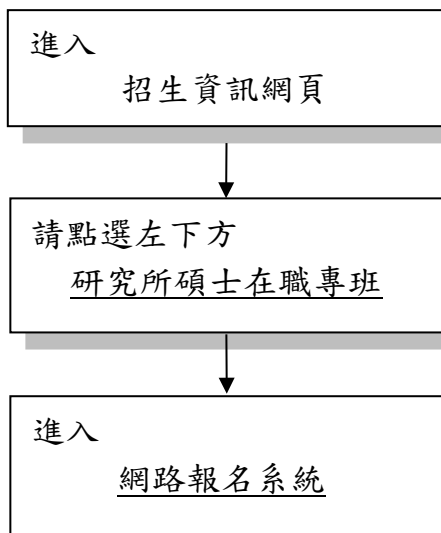 進入
招生資訊網頁
請點選左下方
研究所碩士在職專班
進入
網路報名系統